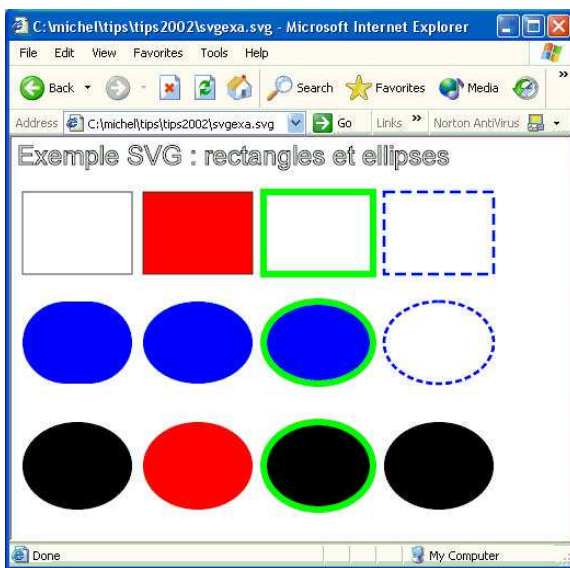 C:\michel\tips\tips2002\svgexa.svg - Microsoft Internet Explorer
File Edit View Favorites Tools Help
Back Search Favorites Media »
Address C:\michel\tips\tips2002\svgexa.svg Go Links » Norton AntiVirus
Exemple SVG : rectangles et ellipses
Done My Computer